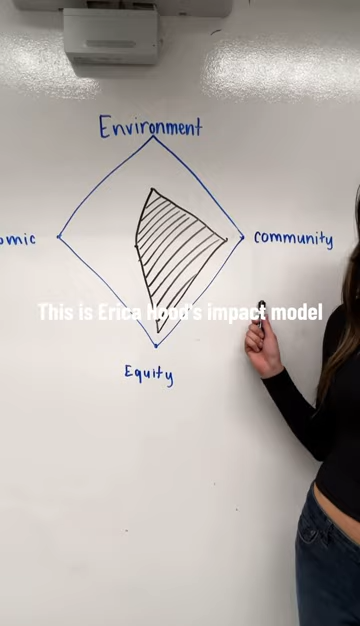 Environment
omic
community
This is Erica Hood's impact model
Equity